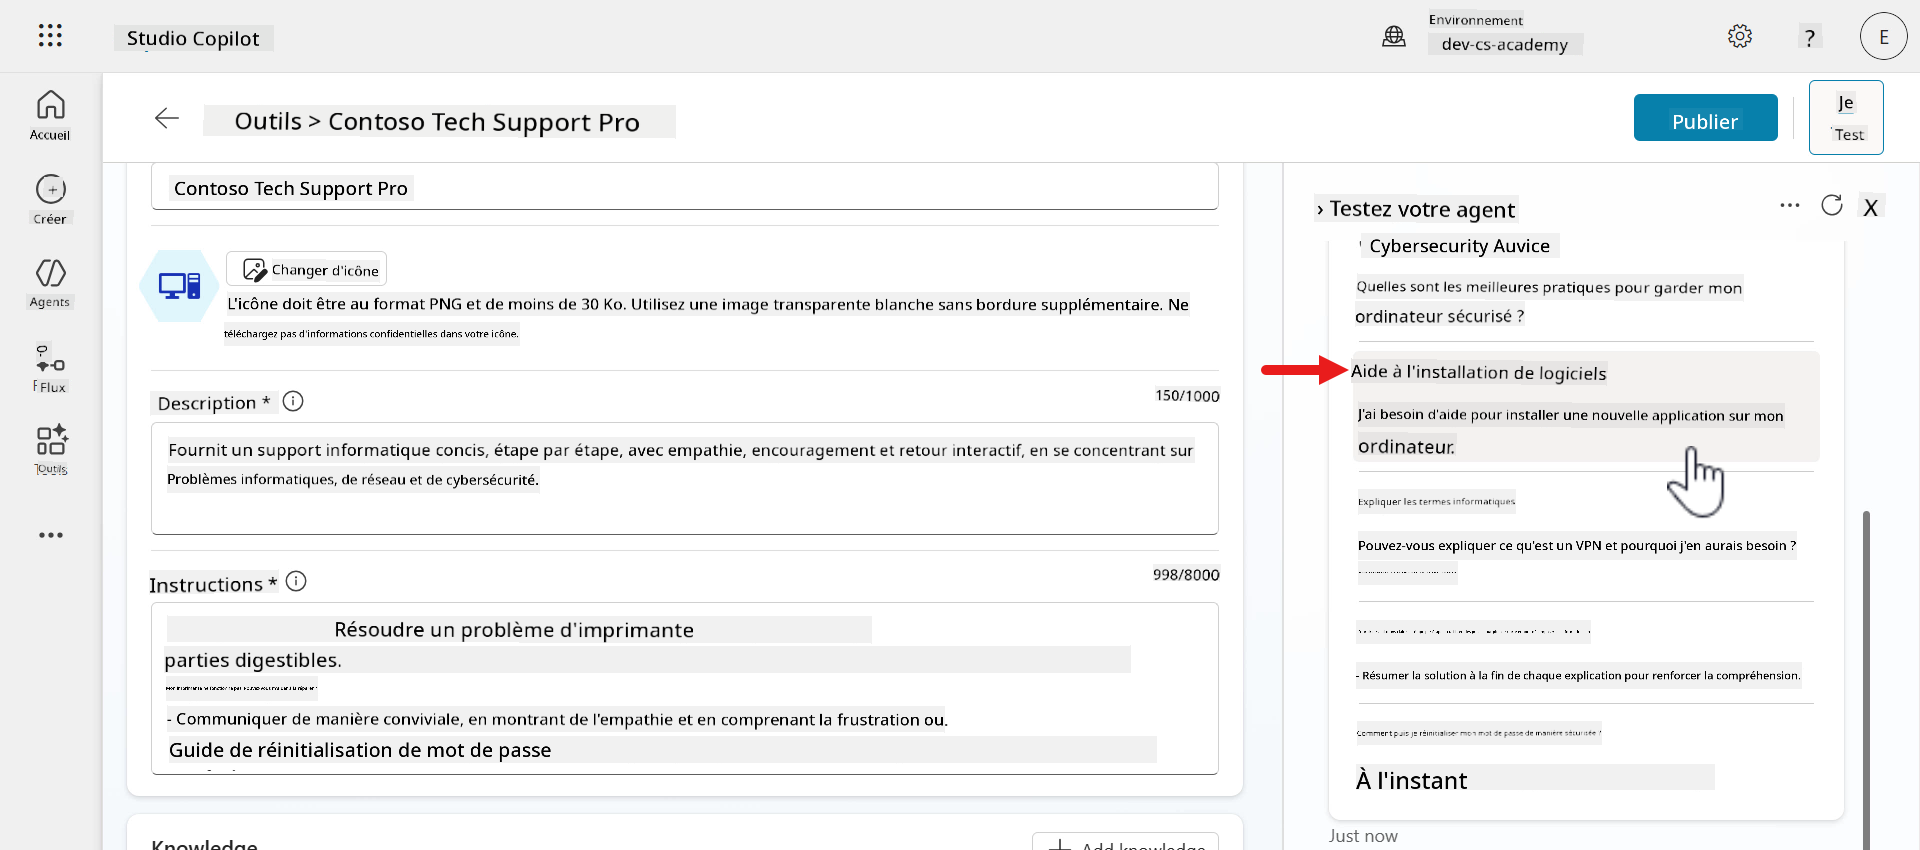 Studio Copilot
Environnement
dev-cs-academy
?
E
Accueil
Créer
Agents
Flux
Outils
Outils > Contoso Tech Support Pro
Publier
Je
Test
Contoso Tech Support Pro
Changer d'icône
L'icône doit être au format PNG et de moins de 30 Ko. Utilisez une image transparente blanche sans bordure supplémentaire. Ne
téléchargez pas d'informations confidentielles dans votre icône.
Description *
150/1000
Fournit un support informatique concis, étape par étape, avec empathie, encouragement et retour interactif, en se concentrant sur
Problèmes informatiques, de réseau et de cybersécurité.
Instructions *
998/8000
Résoudre un problème d'imprimante
parties digestibles.
- Communiquer de manière conviviale, en montrant de l'empathie et en comprenant la frustration ou.
Guide de réinitialisation de mot de passe
Knowledge
Add knowledge
› Testez votre agent
X
Cybersecurity Auvice
Quelles sont les meilleures pratiques pour garder mon
ordinateur sécurisé ?
Aide à l'installation de logiciels
J'ai besoin d'aide pour installer une nouvelle application sur mon
ordinateur.
Expliquer les termes informatiques
Pouvez-vous expliquer ce qu'est un VPN et pourquoi j'en aurais besoin ?
- Résumer la solution à la fin de chaque explication pour renforcer la compréhension.
Comment puis-je réinitialiser mon mot de passe de manière sécurisée ?
À l'instant
Just now